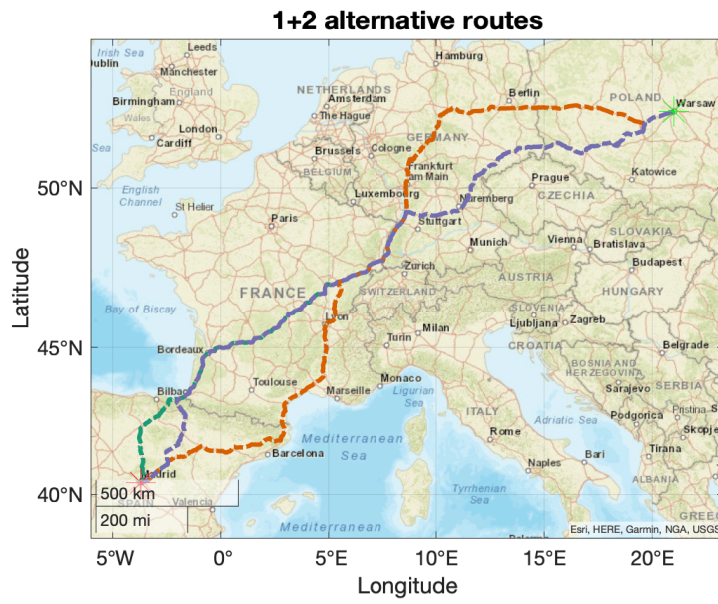 1+2 alternative routes
Irish Sea
Leeds
Hamburg
Dublin
Manchester
NETHERLANDS
Berlin
POLAND
England
Birmingham
Amsterdam
Warsaw
Wales
The Hague
London
GERMANY
Sea
Cardiff
Brussels
Cologne
BELGIUM
Frankfurt
am Main
Katowice
50°N
English
Channel
Luxembourg
Prague
CZECHIA
Nuremberg
St Helier
Paris
Stuttgart
SLOVAKIA
Munich
Vienna
Bratislava
Zurich
Budapest
AUSTRIA
FRANCE
SWITZERLAND
HUNGARY
Bay of Biscay
Lyon
SLOVENIA
Ljubljana
Zagreb
Milan
Turin
45°N
Bordeaux
CROATIA
Belgrade
BOSNIA AND
HERZEGOVINA
Toulouse
Monaco
Marseille
Ligurian
Sea
Sarajevo
SERBIA
Bilbao
ITALY
Podgorica
Pristina
S
Adriatic Sea
Skopje
Mediterranean
Sea
Rome
Tirana
Barcelona
Bari
Naples
Madrid
ALBANIA
40°N
500 km
Tyrrhenian
Sea
SPAIN
Valencia
200 mi
GREEC
Mediterranean
Palermo
Esri, HERE, Garmin, NGA, USGS
5°W
0°
5°E
10°E
15°E
20°E
Latitude
Longitude